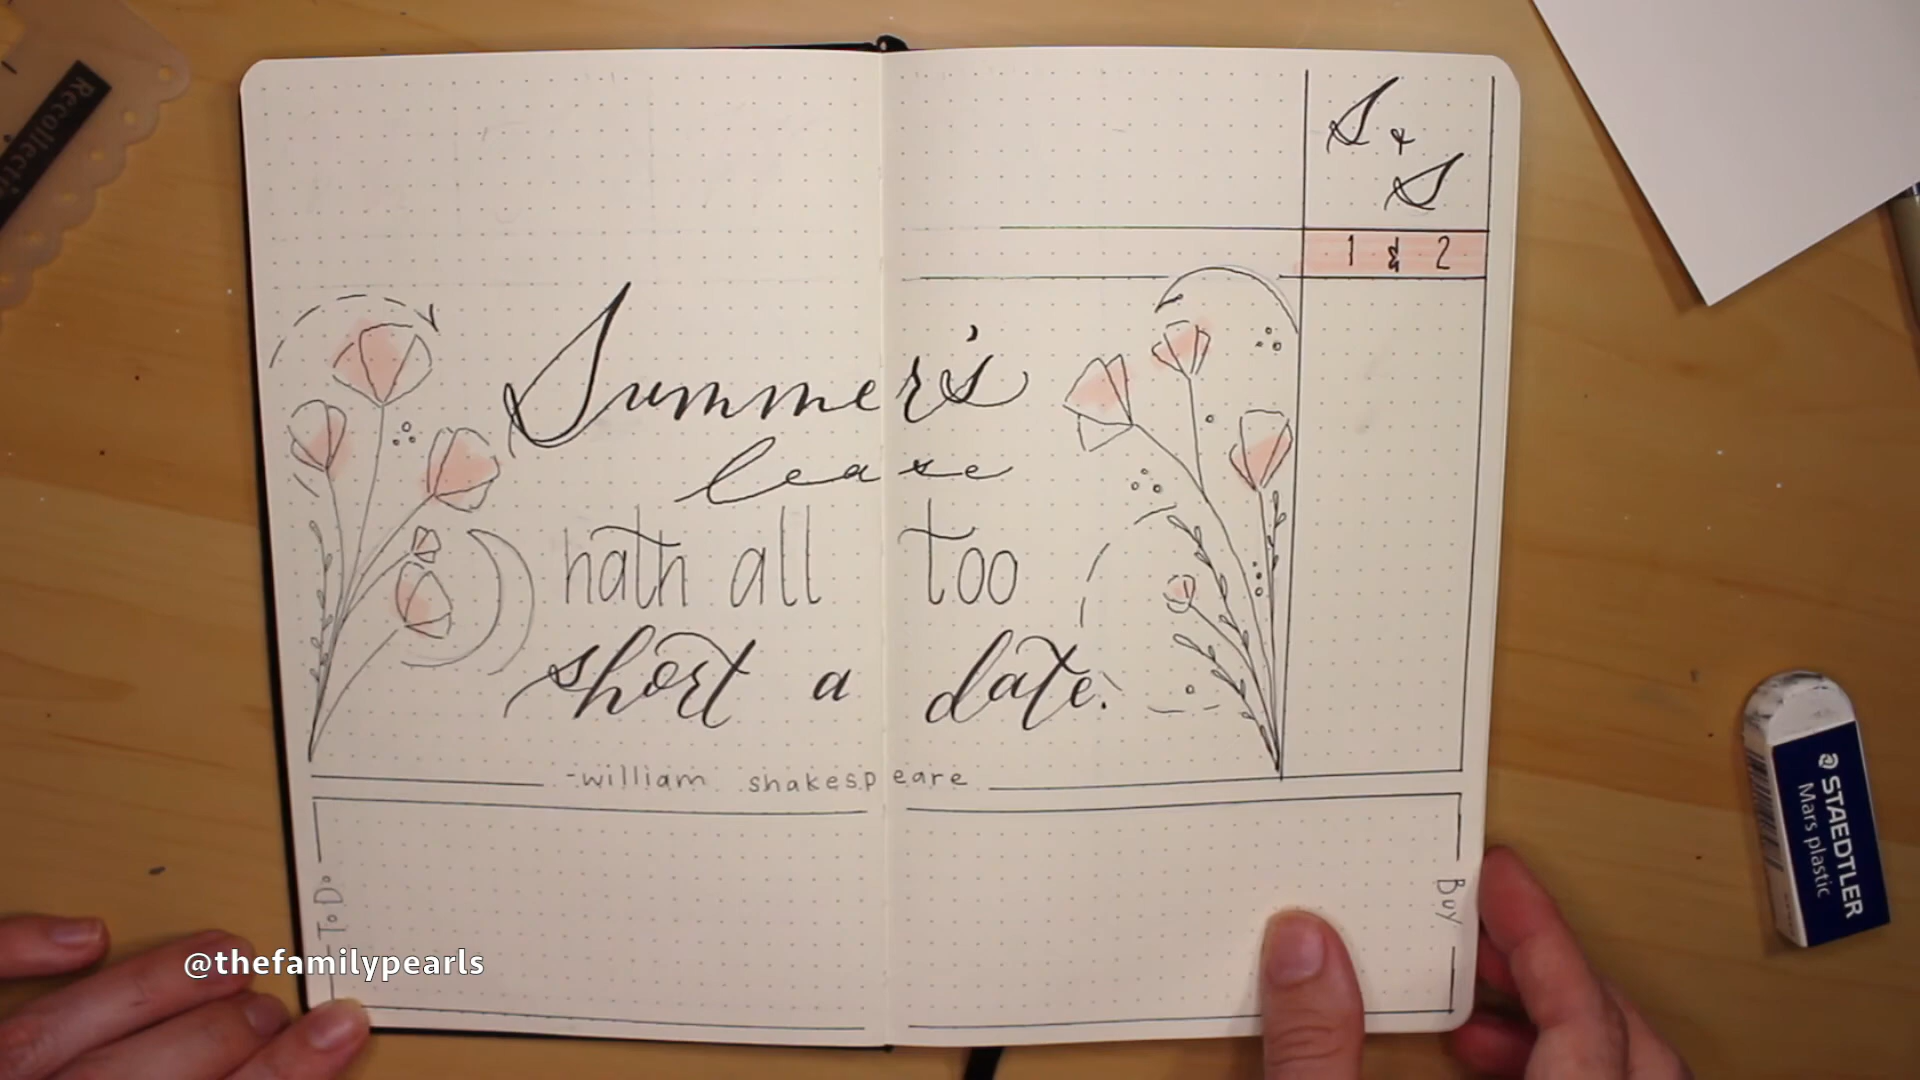 S & S
1 & 2
Summer's
lease
hath all too
short a date.
-william shakespeare
To Do
Buy
@thefamilypearls
STAEDTLER
Mars plastic